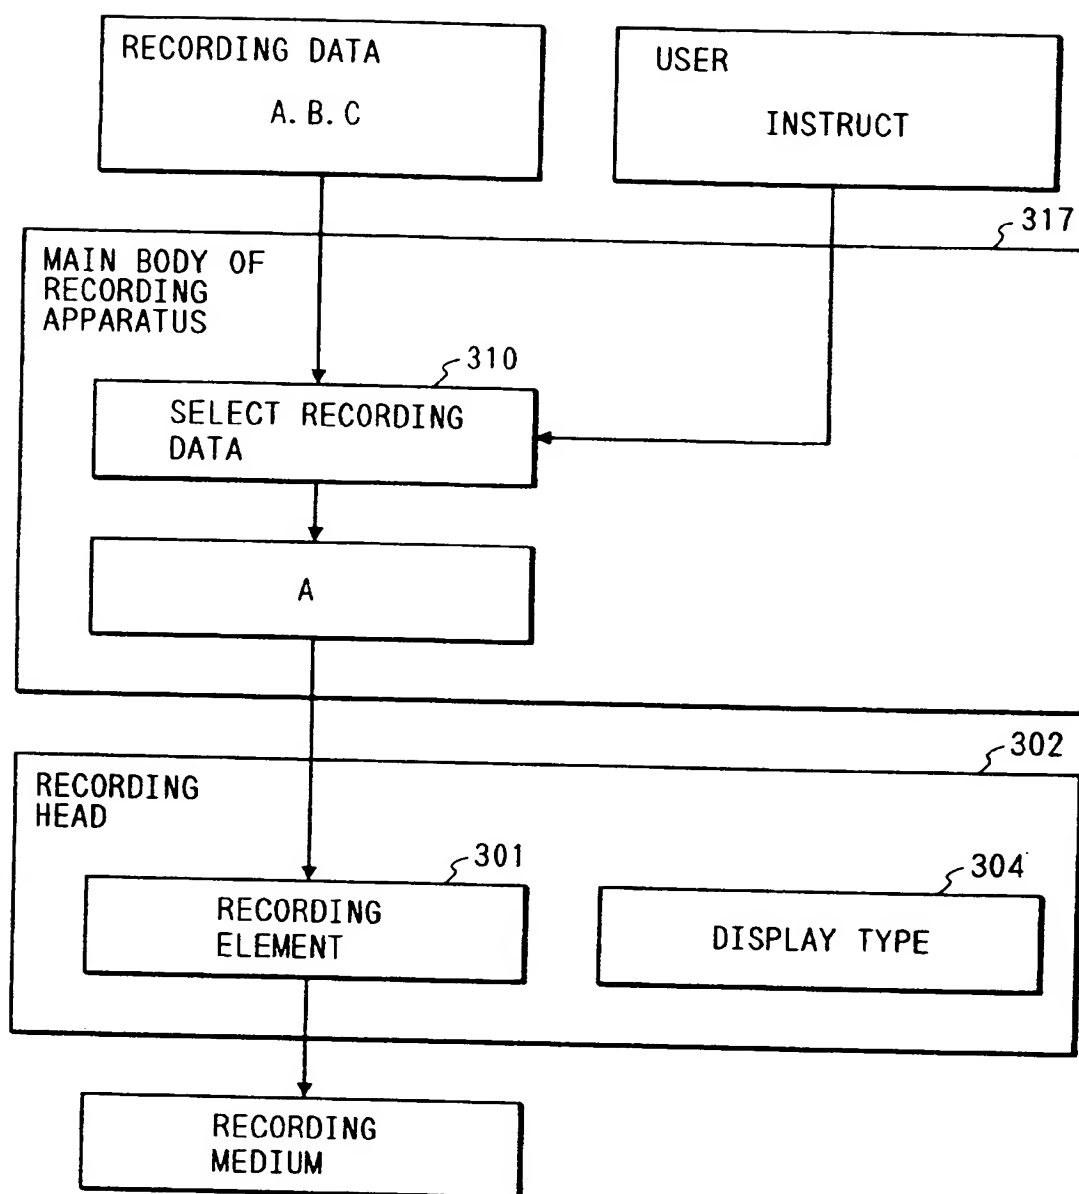 RECORDING DATA
A.B.C
USER
INSTRUCT
317
MAIN BODY OF
RECORDING
APPARATUS
310
SELECT RECORDING
DATA
A
302
RECORDING
HEAD
301
RECORDING
ELEMENT
304
DISPLAY TYPE
RECORDING
MEDIUM